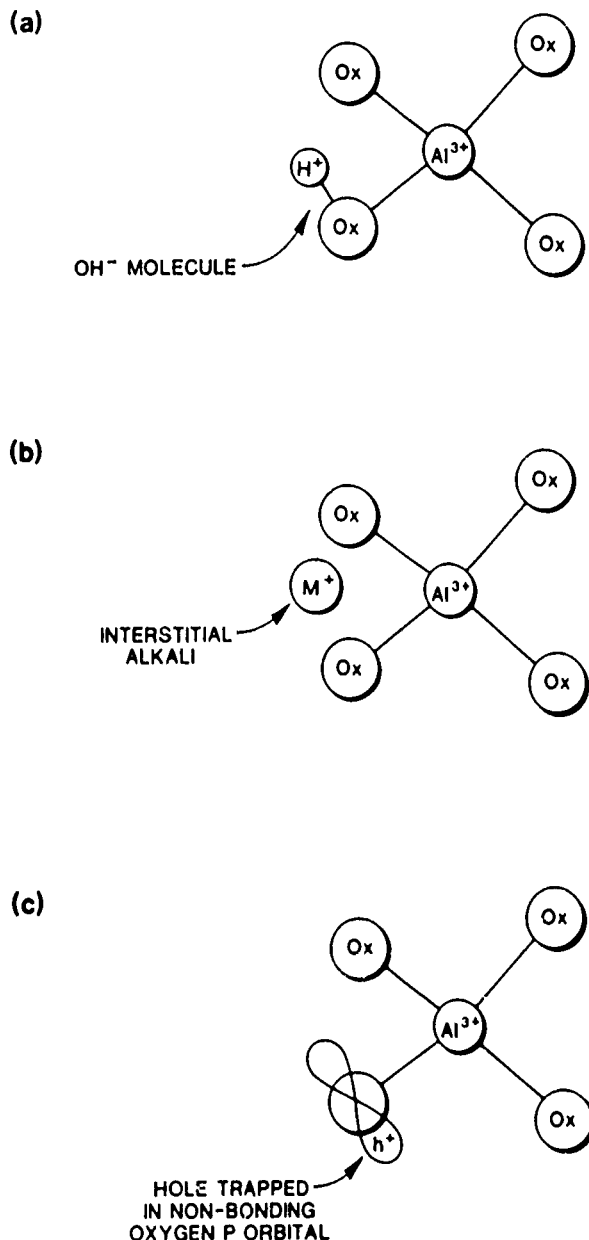 (a)
Ox
Ox
H⁺
Al³⁺
Ox
Ox
OH⁻ MOLECULE
(b)
Ox
Ox
M⁺
Al³⁺
INTERSTITIAL
ALKALI
Ox
Ox
(c)
Ox
Ox
Al³⁺
h⁺
Ox
HOLE TRAPPED
IN NON-BONDING
OXYGEN P ORBITAL